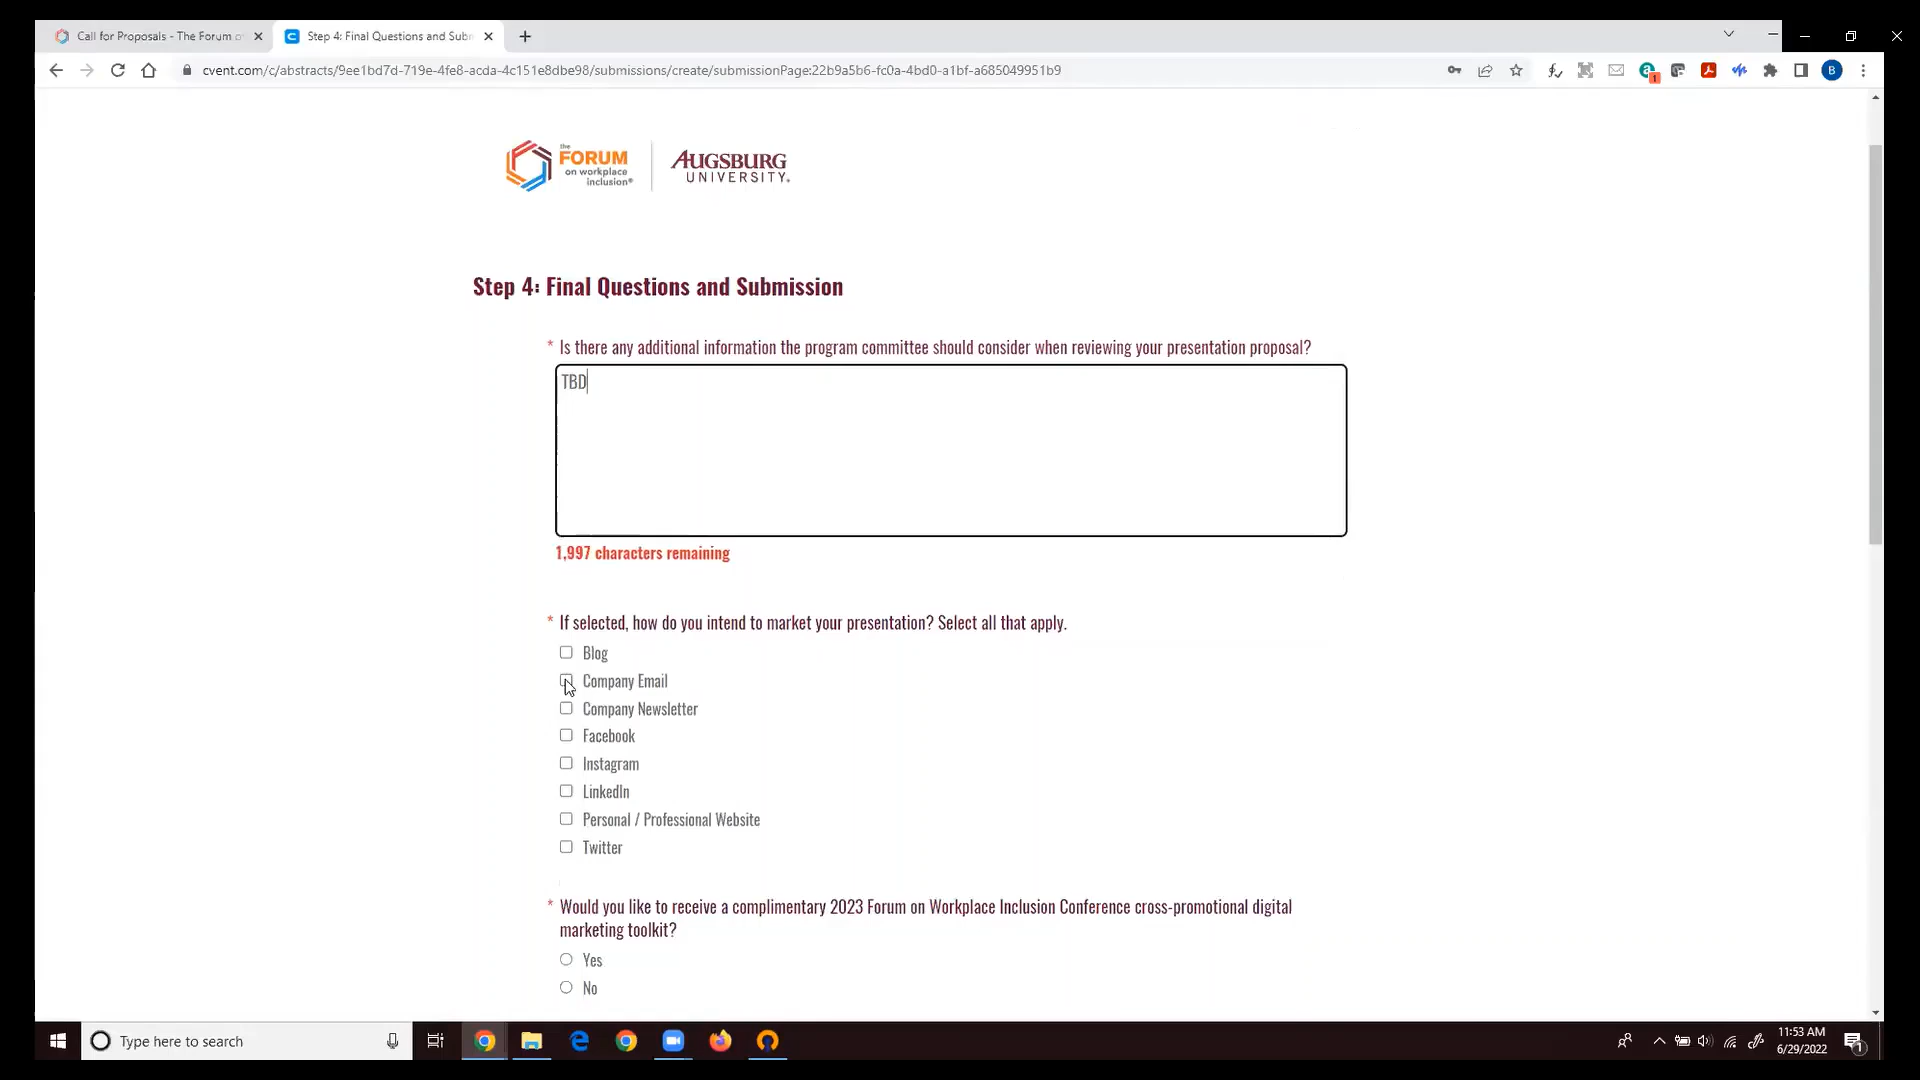 Call for Proposals - The Forum o
Step 4: Final Questions and Subm
cvent.com/c/abstracts/9ee1bd7d-719e-4fe8-acda-4c151e8dbe98/submissions/create/submissionPage:22b9a5b6-fc0a-4bd0-a1bf-a685049951b9
1
B
the
FORUM
on workplace
inclusion®
AUGSBURG
UNIVERSITY.
Step 4: Final Questions and Submission
* Is there any additional information the program committee should consider when reviewing your presentation proposal?
TBD
1,997 characters remaining
* If selected, how do you intend to market your presentation? Select all that apply.
Blog
Company Email
Company Newsletter
Facebook
Instagram
LinkedIn
Personal / Professional Website
Twitter
* Would you like to receive a complimentary 2023 Forum on Workplace Inclusion Conference cross-promotional digital
marketing toolkit?
Yes
No
Type here to search
11:53 AM
6/29/2022
1